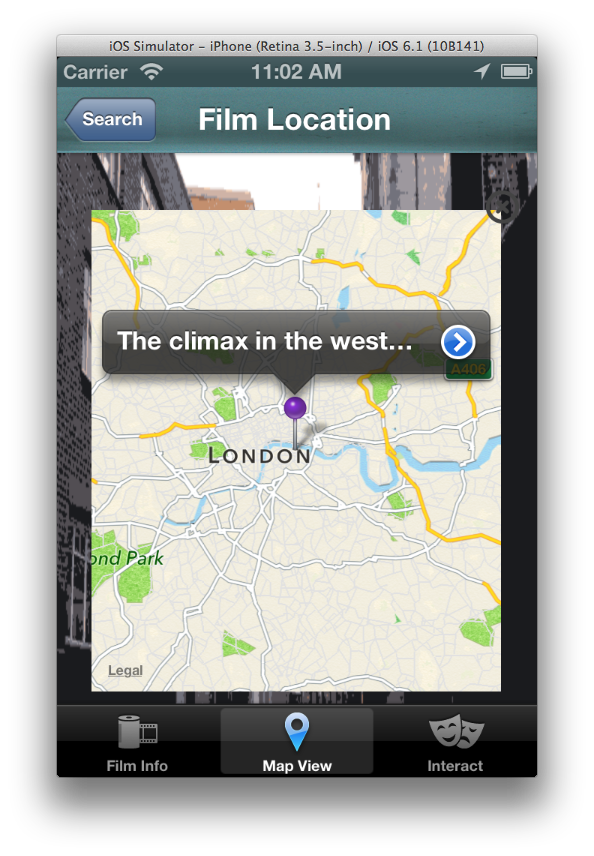 iOS Simulator - iPhone (Retina 3.5-inch) / iOS 6.1 (10B141)
Carrier 11:02 AM
Search Film Location
The climax in the west...
A406
LONDON
ond Park
Legal
Film Info Map View Interact